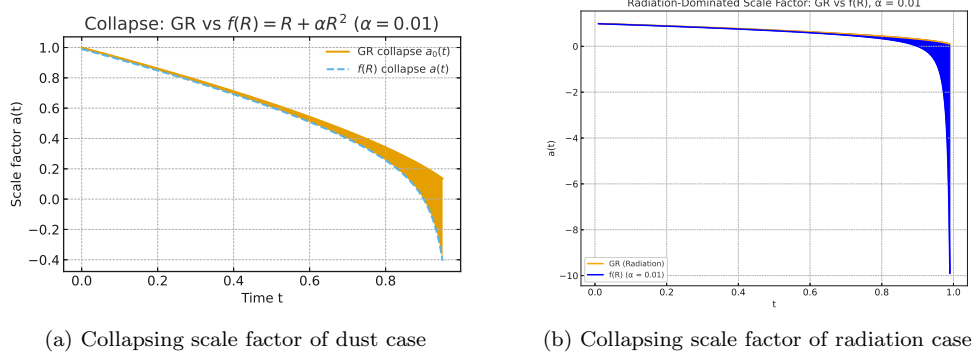 Collapse: GR vs f(R) = R + αR² (α = 0.01)
GR collapse a₀(t)
f(R) collapse a(t)
Scale factor a(t)
1.0
0.8
0.6
0.4
0.2
0.0
−0.2
−0.4
0.0 0.2 0.4 0.6 0.8
Time t
(a) Collapsing scale factor of dust case
Radiation-Dominated Scale Factor: GR vs f(R), α = 0.01
a(t)
0
−2
−4
−6
−8
−10
GR (Radiation)
f(R) (α = 0.01)
0.0 0.2 0.4 0.6 0.8 1.0
t
(b) Collapsing scale factor of radiation case